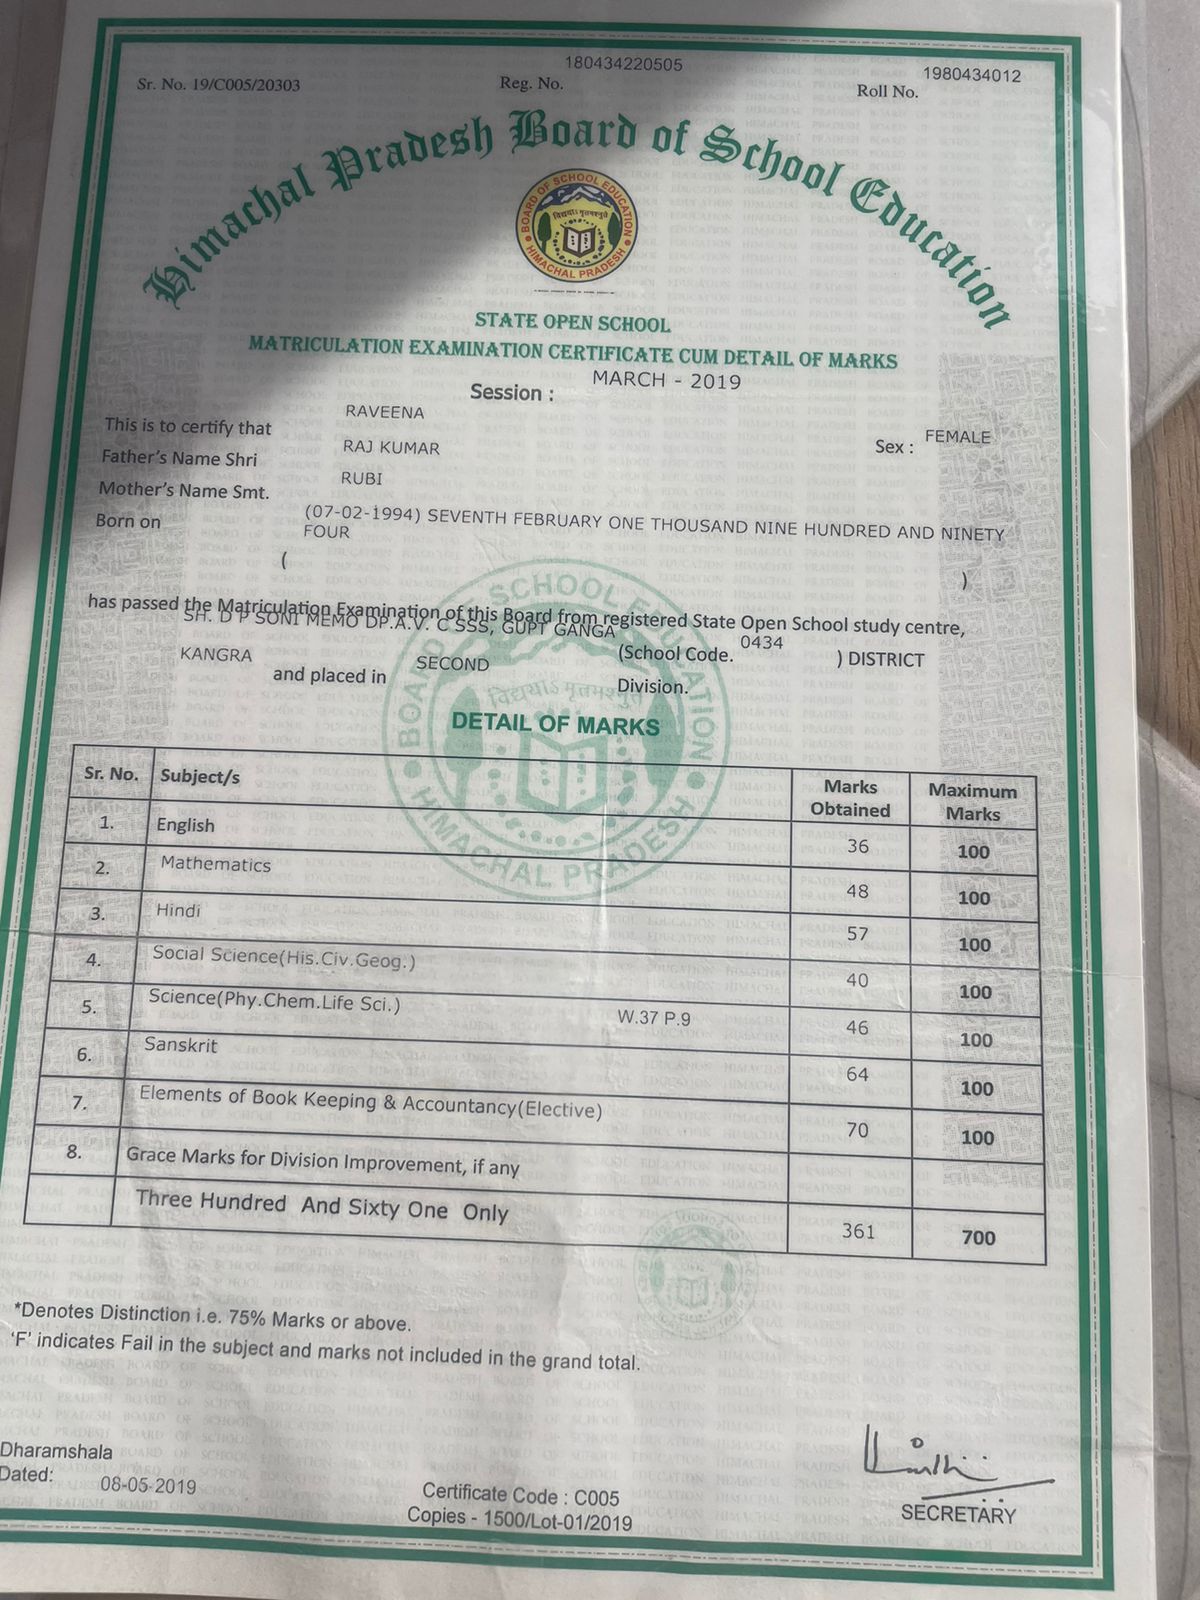 Sr. No. 19/C005/20303
Reg. No. 180434220505
Roll No. 1980434012
Himachal Pradesh Board of School Education
BOARD OF SCHOOL EDUCATION
HIMACHAL PRADESH
STATE OPEN SCHOOL
MATRICULATION EXAMINATION CERTIFICATE CUM DETAIL OF MARKS
Session : MARCH - 2019
This is to certify that RAVEENA
Sex : FEMALE
Father's Name Shri RAJ KUMAR
Mother's Name Smt. RUBI
Born on (07-02-1994) SEVENTH FEBRUARY ONE THOUSAND NINE HUNDRED AND NINETY
FOUR
( )
has passed the Matriculation Examination of this Board from registered State Open School study centre,
SH. D P SONI MEMO DP.A.V. C SSS, GUPT GANGA (School Code. 0434 ) DISTRICT
KANGRA and placed in SECOND Division.
DETAIL OF MARKS
Sr. No. Subject/s Marks Obtained Maximum Marks
1. English 36 100
2. Mathematics 48 100
3. Hindi 57 100
4. Social Science(His.Civ.Geog.) 40 100
5. Science(Phy.Chem.Life Sci.) W.37 P.9 46 100
6. Sanskrit 64 100
7. Elements of Book Keeping & Accountancy(Elective) 70 100
8. Grace Marks for Division Improvement, if any
Three Hundred And Sixty One Only 361 700
*Denotes Distinction i.e. 75% Marks or above.
'F' indicates Fail in the subject and marks not included in the grand total.
Dharamshala
Dated: 08-05-2019
Certificate Code : C005
Copies - 1500/Lot-01/2019
SECRETARY